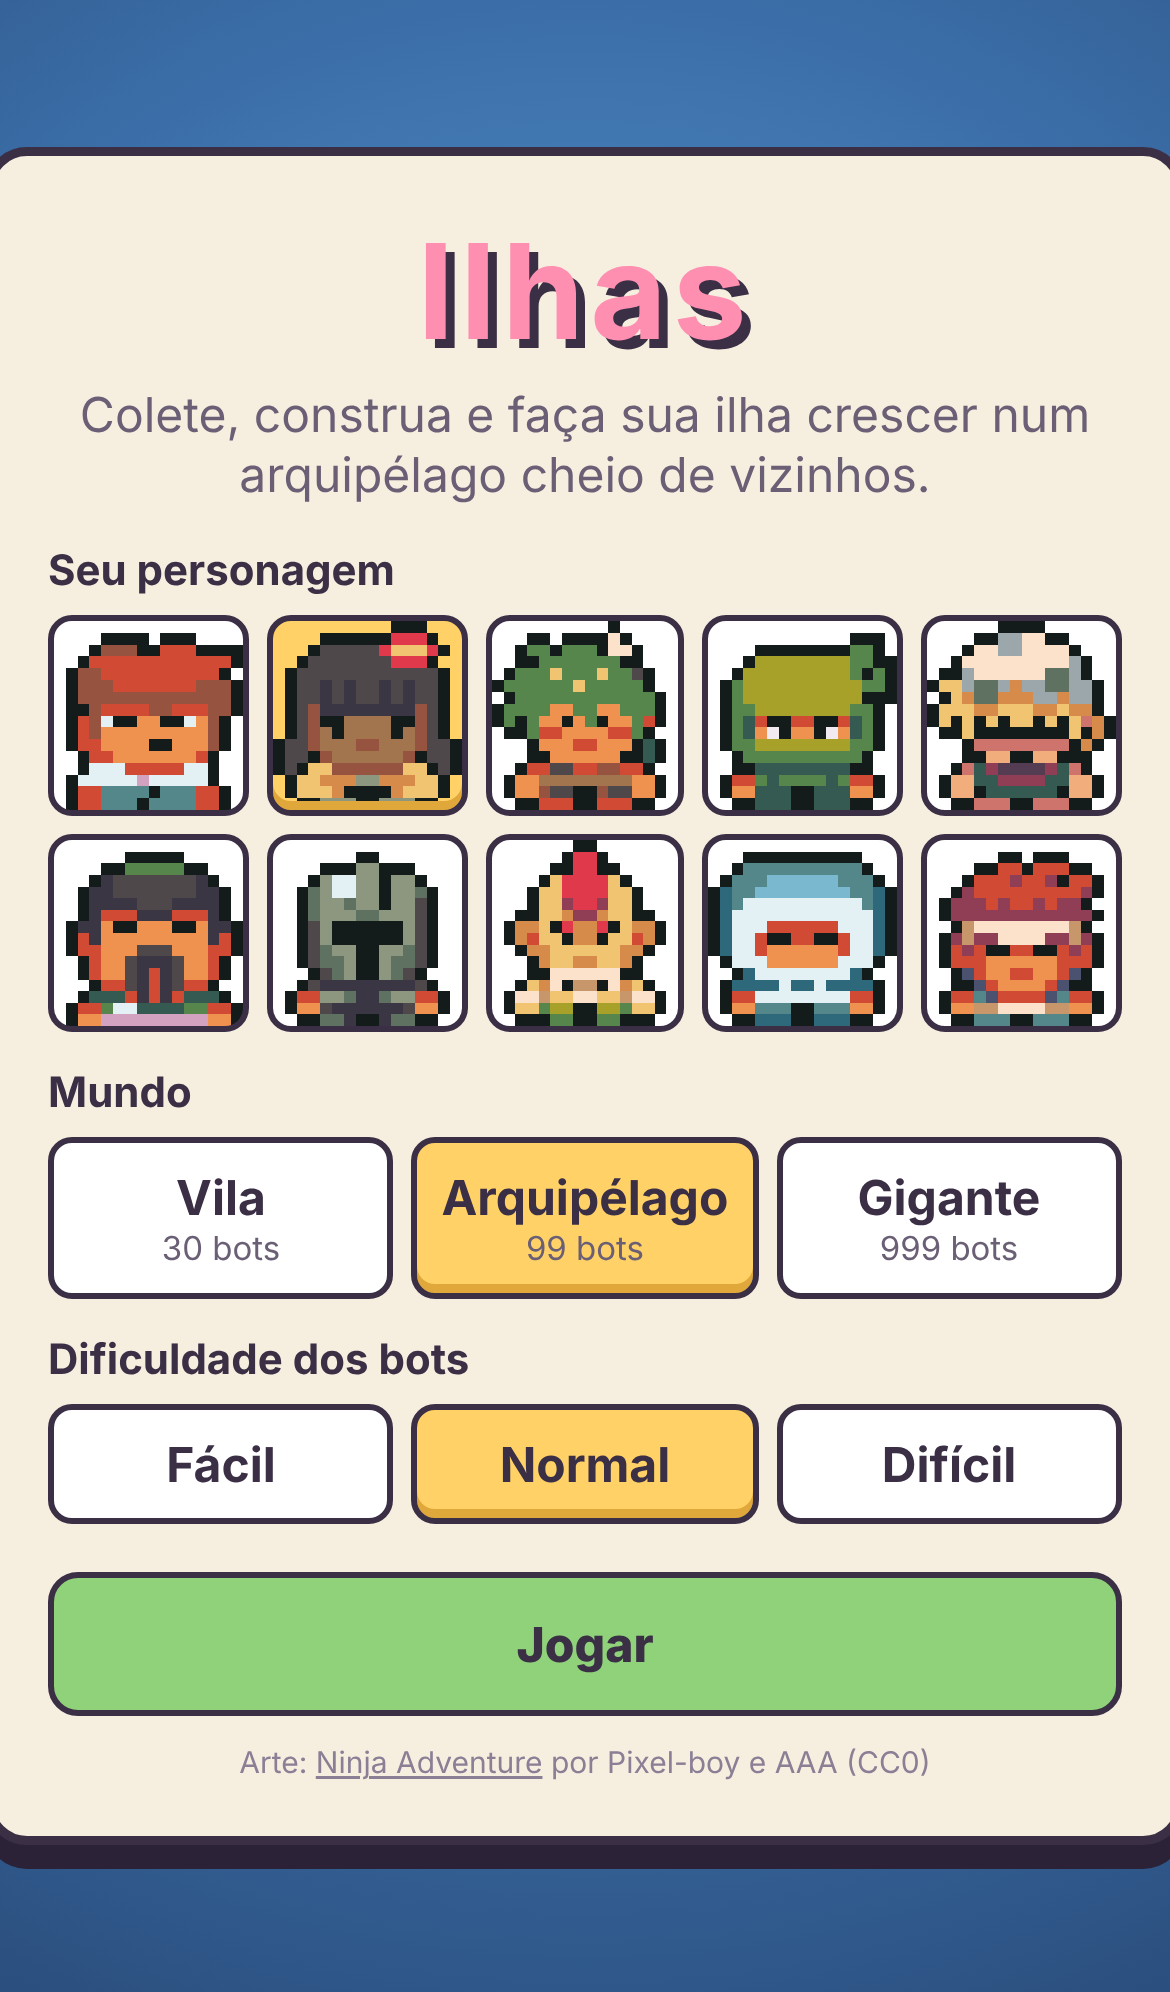 Ilhas
Colete, construa e faça sua ilha crescer num
arquipélago cheio de vizinhos.
Seu personagem
Mundo
Vila
30 bots
Arquipélago
99 bots
Gigante
999 bots
Dificuldade dos bots
Fácil
Normal
Difícil
Jogar
Arte: Ninja Adventure por Pixel-boy e AAA (CC0)